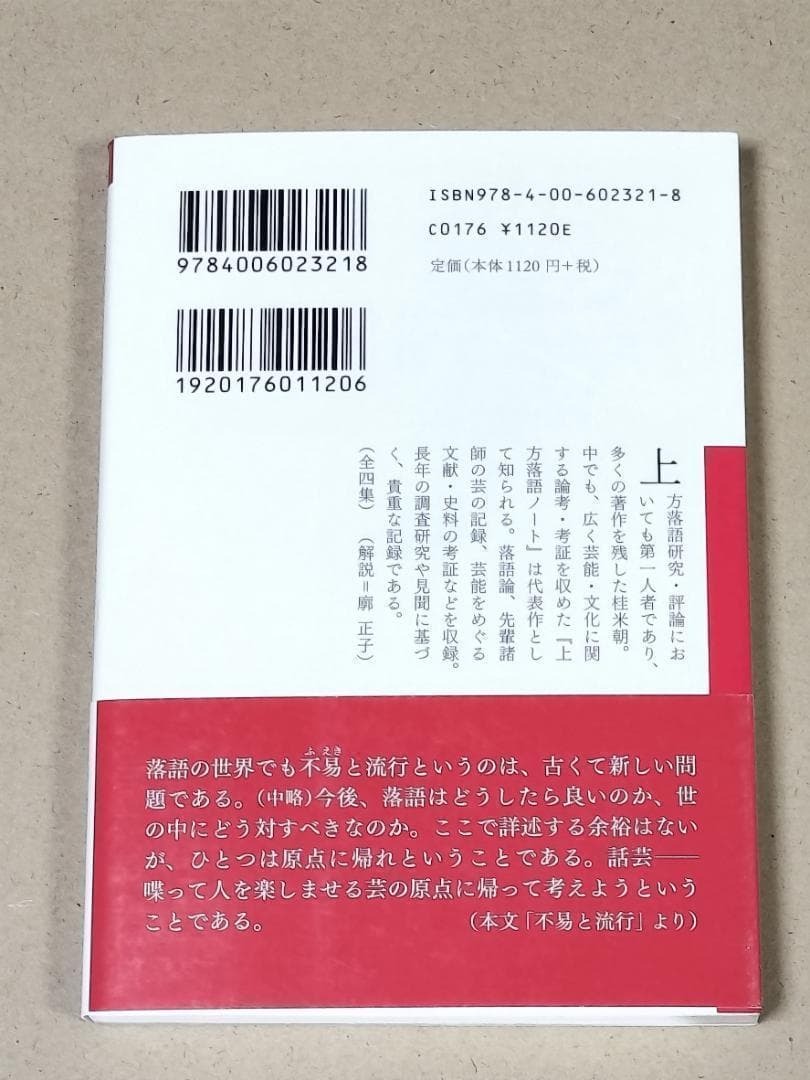 ISBN978-4-00-602321-8
C0176 ¥1120E
定価(本体1120円+税)
9784006023218
1920176011206
上方落語研究・評論にお
いても第一人者であり、
多くの著作を残した桂米朝。
中でも、広く芸能・文化に関
する論考・考証を収めた『上
方落語ノート』は代表作とし
て知られる。落語論、先輩諸
師の芸の記録、芸能をめぐる
文献・史料の考証などを収録。
長年の調査研究や見聞に基づ
く、貴重な記録である。
(全四集) (解説=廓 正子)
落語の世界でも不易と流行というのは、古くて新しい問
ふえき
題である。(中略)今後、落語はどうしたら良いのか、世
の中にどう対すべきなのか。ここで詳述する余裕はない
が、ひとつは原点に帰れということである。話芸——
喋って人を楽しませる芸の原点に帰って考えようという
ことである。 (本文「不易と流行」より)